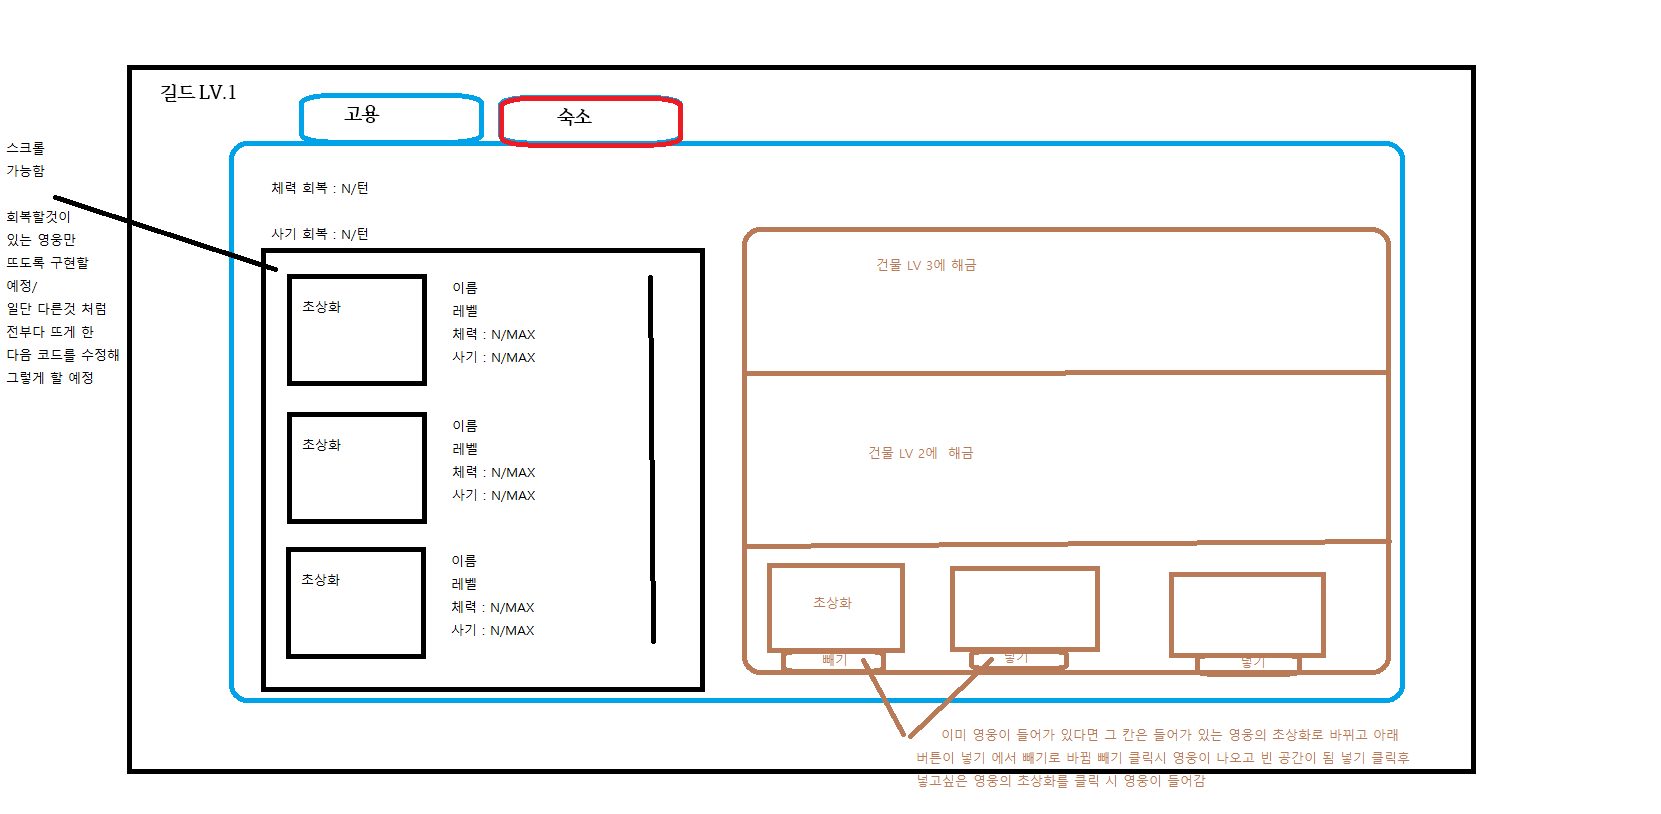 길드 LV.1
고용
숙소
스크롤
가능함
회복할것이
있는 영웅만
뜨도록 구현할
예정/
일단 다른것 처럼
전부다 뜨게 한
다음 코드를 수정해
그렇게 할 예정
체력 회복 : N/턴
사기 회복 : N/턴
초상화
이름
레벨
체력 : N/MAX
사기 : N/MAX
초상화
이름
레벨
체력 : N/MAX
사기 : N/MAX
초상화
이름
레벨
체력 : N/MAX
사기 : N/MAX
건물 LV 3에 해금
건물 LV 2에 해금
초상화
빼기
넣기
넣기
이미 영웅이 들어가 있다면 그 칸은 들어가 있는 영웅의 초상화로 바뀌고 아래
버튼이 넣기 에서 빼기로 바뀜 빼기 클릭시 영웅이 나오고 빈 공간이 됨 넣기 클릭후
넣고싶은 영웅의 초상화를 클릭 시 영웅이 들어감